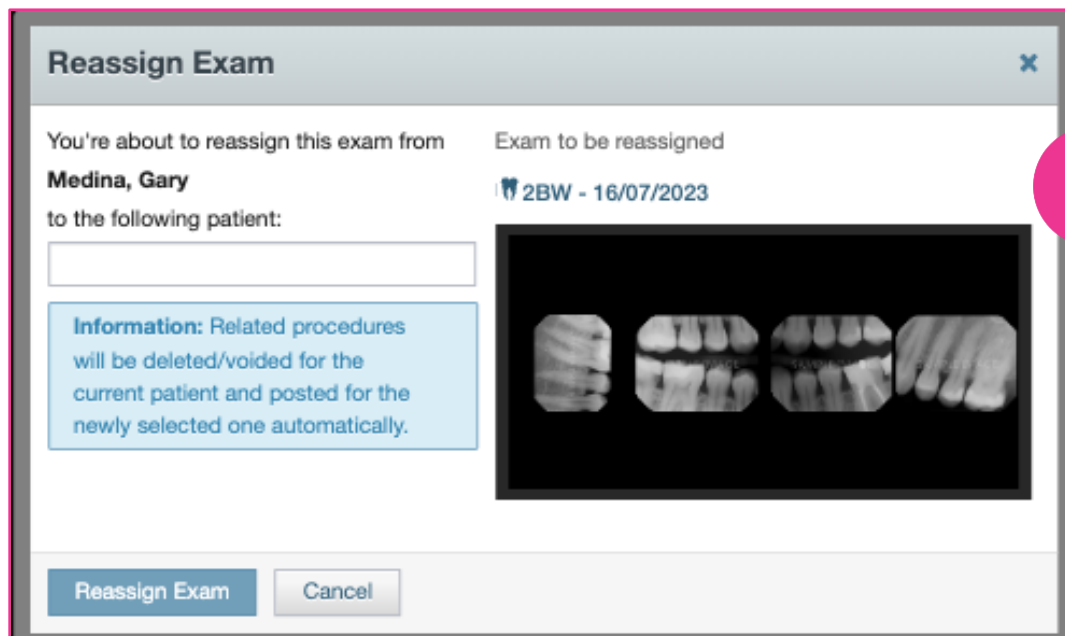 Reassign Exam
You're about to reassign this exam from
Medina, Gary
to the following patient:
Information: Related procedures
will be deleted/voided for the
current patient and posted for the
newly selected one automatically.
Exam to be reassigned
2BW - 16/07/2023
Reassign Exam
Cancel